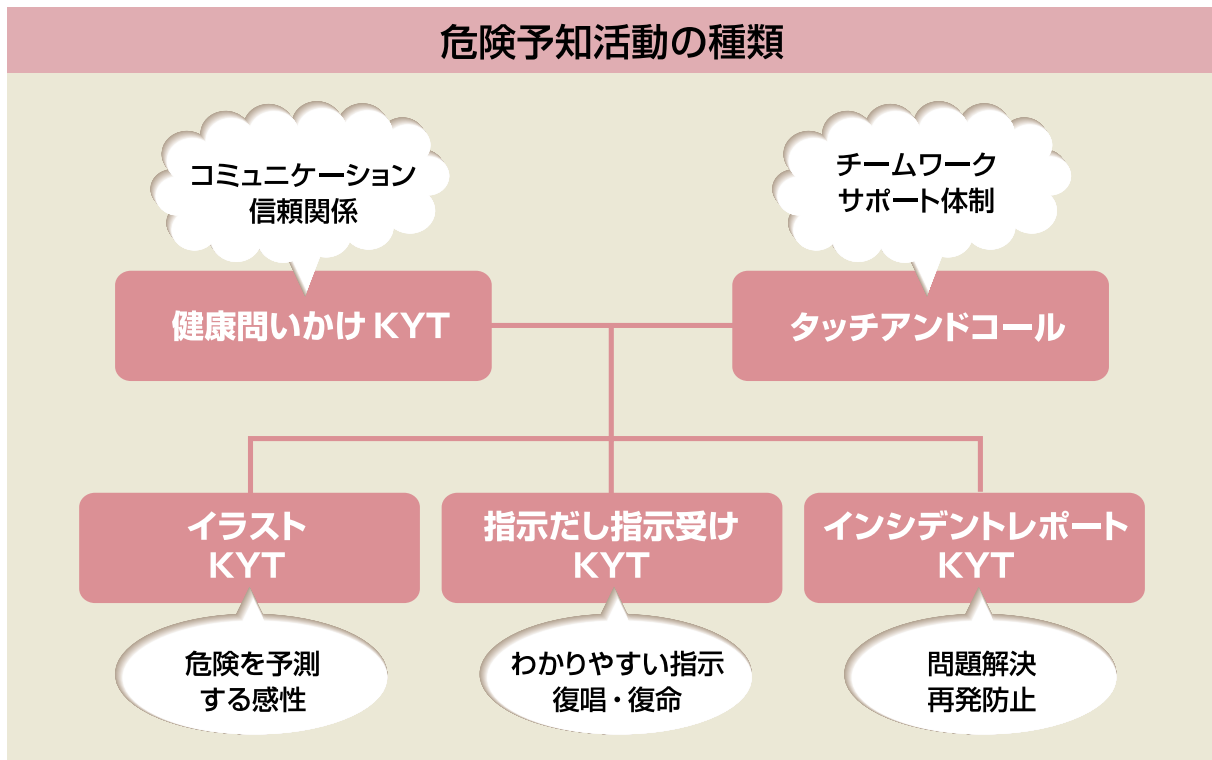 危険予知活動の種類
コミュニケーション
信頼関係
チームワーク
サポート体制
健康問いかけKYT
タッチアンドコール
イラスト
KYT
指示だし指示受け
KYT
インシデントレポート
KYT
危険を予測
する感性
わかりやすい指示
復唱・復命
問題解決
再発防止